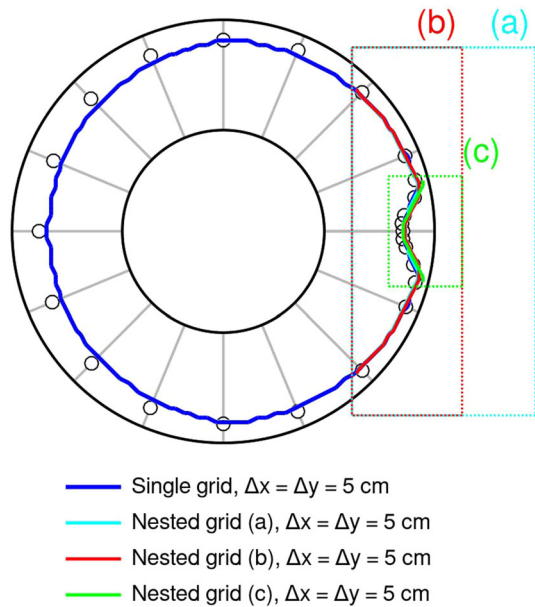 (b) (a)
(c)
Single grid, Δx = Δy = 5 cm
Nested grid (a), Δx = Δy = 5 cm
Nested grid (b), Δx = Δy = 5 cm
Nested grid (c), Δx = Δy = 5 cm